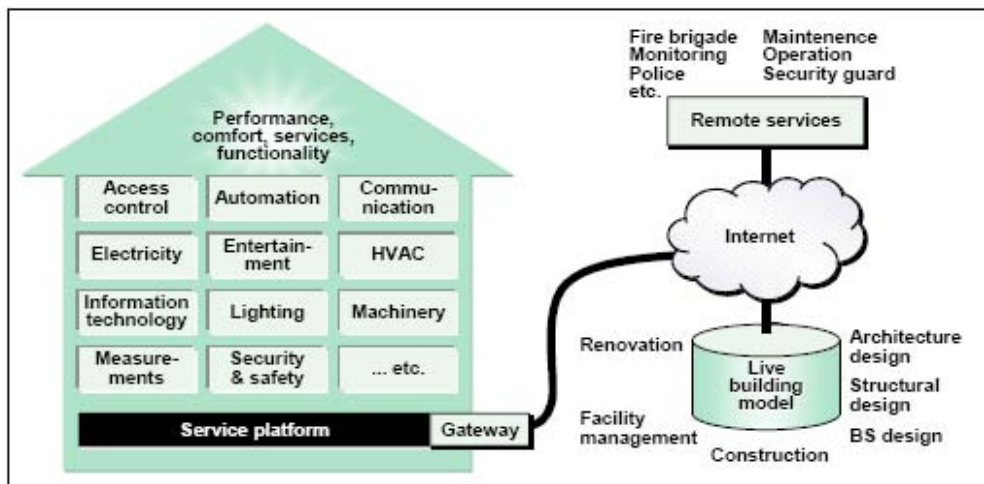 Performance,
comfort, services,
functionality
Access
control
Automation
Commu-
nication
Electricity
Entertain-
ment
HVAC
Information
technology
Lighting
Machinery
Measure-
ments
Security
& safety
... etc.
Service platform
Gateway
Fire brigade
Monitoring
Police
etc.
Maintenence
Operation
Security guard
Remote services
Internet
Live
building
model
Renovation
Facility
management
Construction
Architecture
design
Structural
design
BS design